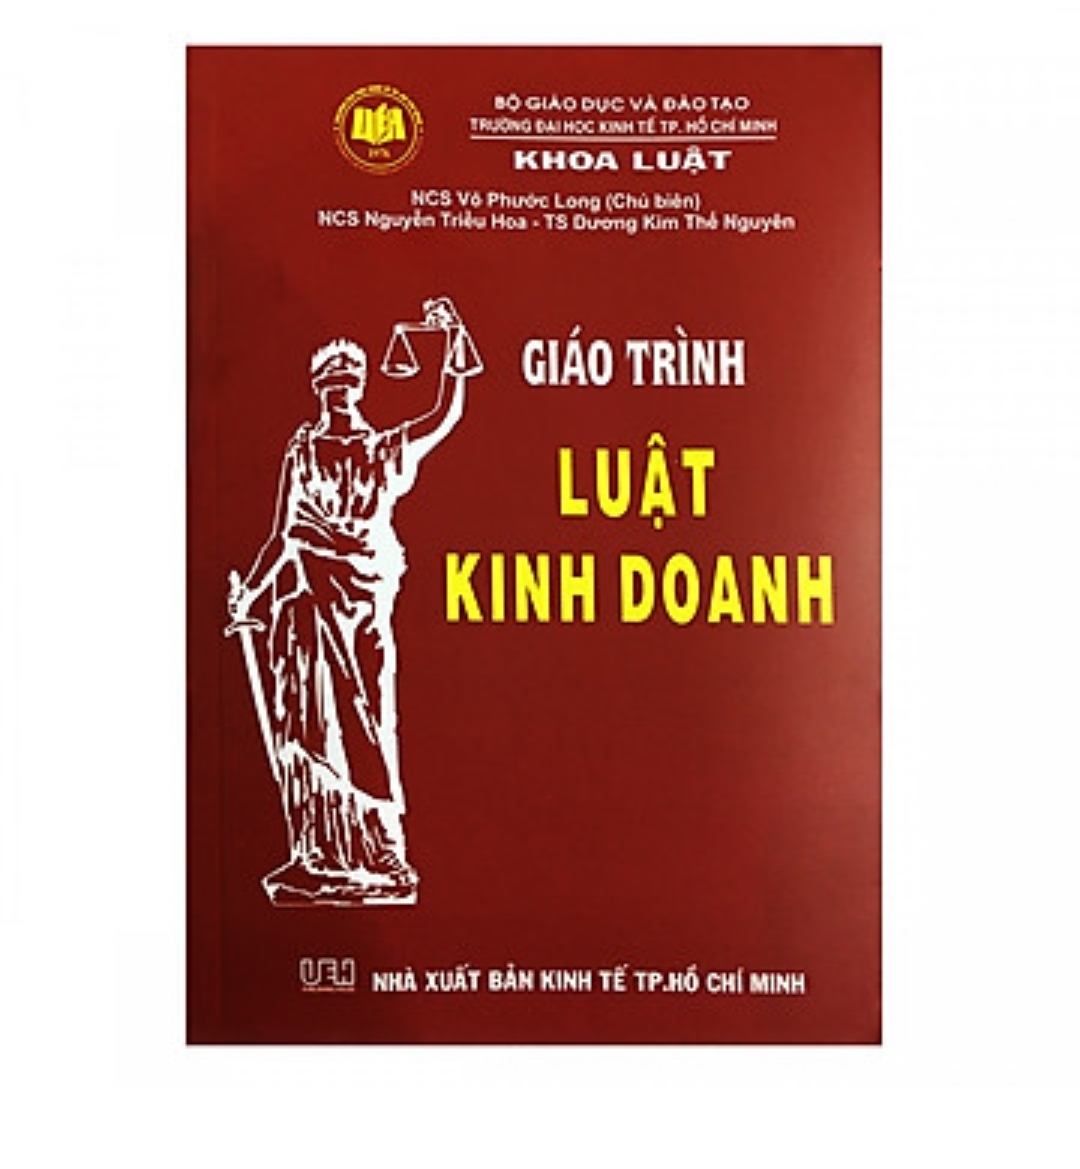 UEH
1976
BỘ GIÁO DỤC VÀ ĐÀO TẠO
TRƯỜNG ĐẠI HỌC KINH TẾ TP. HỒ CHÍ MINH
KHOA LUẬT
NCS Võ Phước Long (Chủ biên)
NCS Nguyễn Triều Hoa - TS Dương Kim Thế Nguyên
GIÁO TRÌNH
LUẬT
KINH DOANH
UEH NHÀ XUẤT BẢN KINH TẾ TP.HỒ CHÍ MINH